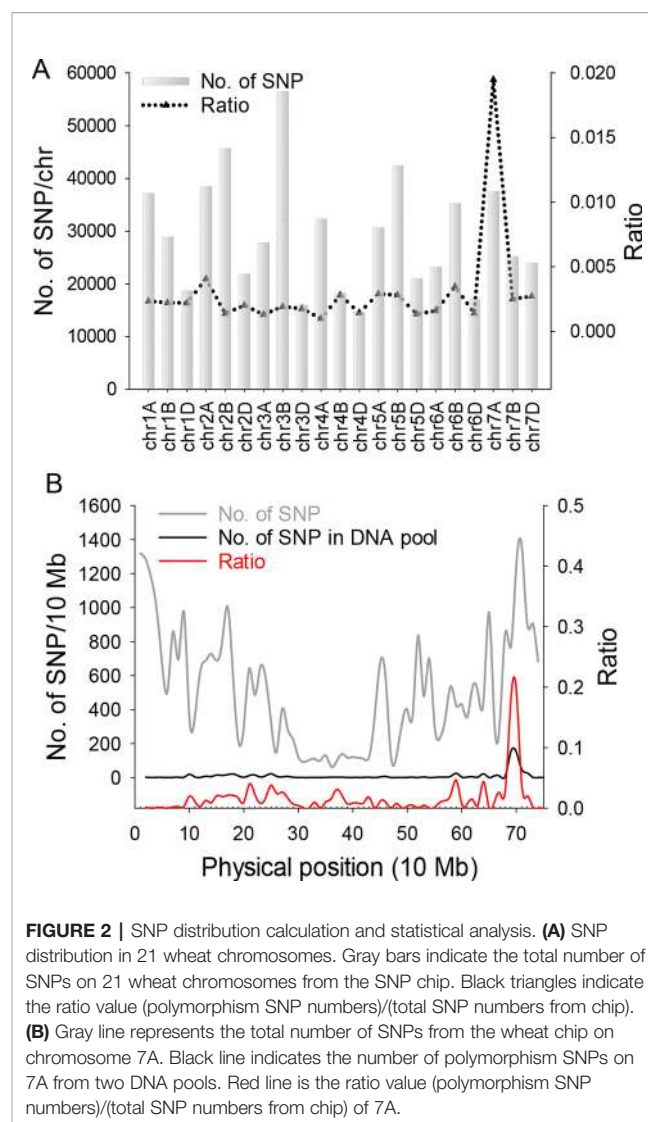 A
60000
50000
40000
30000
20000
10000
0
No. of SNP/chr
No. of SNP
Ratio
0.020
0.015
0.010
0.005
0.000
Ratio
chr1A
chr1B
chr1D
chr2A
chr2B
chr2D
chr3A
chr3B
chr3D
chr4A
chr4B
chr4D
chr5A
chr5B
chr5D
chr6A
chr6B
chr6D
chr7A
chr7B
chr7D
B
1600
1400
1200
1000
800
600
400
200
0
No. of SNP/10 Mb
No. of SNP
No. of SNP in DNA pool
Ratio
0.5
0.4
0.3
0.2
0.1
0.0
Ratio
0 10 20 30 40 50 60 70
Physical position (10 Mb)
FIGURE 2 | SNP distribution calculation and statistical analysis. (A) SNP
distribution in 21 wheat chromosomes. Gray bars indicate the total number of
SNPs on 21 wheat chromosomes from the SNP chip. Black triangles indicate
the ratio value (polymorphism SNP numbers)/(total SNP numbers from chip).
(B) Gray line represents the total number of SNPs from the wheat chip on
chromosome 7A. Black line indicates the number of polymorphism SNPs on
7A from two DNA pools. Red line is the ratio value (polymorphism SNP
numbers)/(total SNP numbers from chip) of 7A.